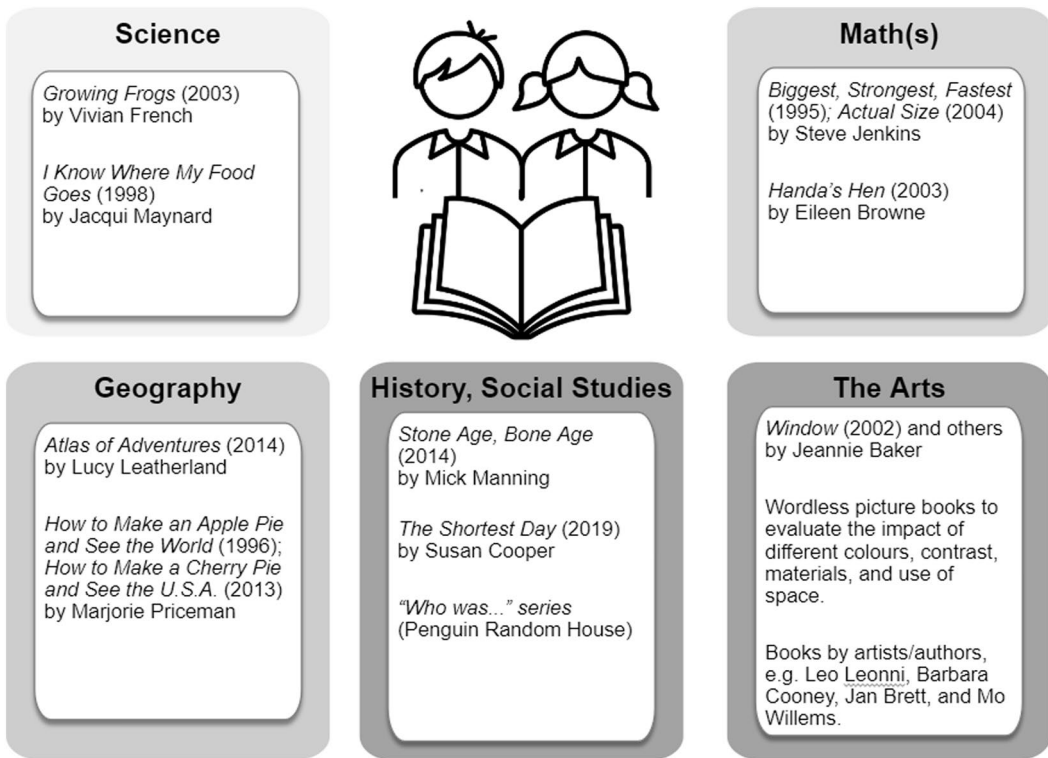 Science
Growing Frogs (2003)
by Vivian French
I Know Where My Food
Goes (1998)
by Jacqui Maynard
Math(s)
Biggest, Strongest, Fastest
(1995); Actual Size (2004)
by Steve Jenkins
Handa's Hen (2003)
by Eileen Browne
Geography
Atlas of Adventures (2014)
by Lucy Leatherland
How to Make an Apple Pie
and See the World (1996);
How to Make a Cherry Pie
and See the U.S.A. (2013)
by Marjorie Priceman
History, Social Studies
Stone Age, Bone Age
(2014)
by Mick Manning
The Shortest Day (2019)
by Susan Cooper
“Who was...” series
(Penguin Random House)
The Arts
Window (2002) and others
by Jeannie Baker
Wordless picture books to
evaluate the impact of
different colours, contrast,
materials, and use of
space.
Books by artists/authors,
e.g. Leo Leonni, Barbara
Cooney, Jan Brett, and Mo
Willems.